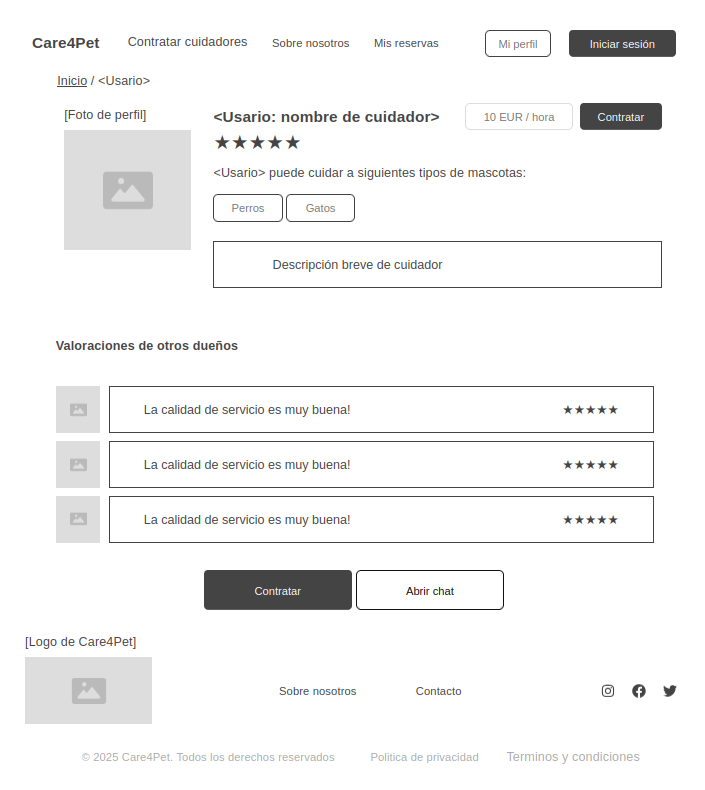 Care4Pet Contratar cuidadores Sobre nosotros Mis reservas Mi perfil Iniciar sesión
Inicio / <Usario>
[Foto de perfil]
<Usario: nombre de cuidador> 10 EUR / hora Contratar
★★★★★
<Usario> puede cuidar a siguientes tipos de mascotas:
Perros Gatos
Descripción breve de cuidador
Valoraciones de otros dueños
La calidad de servicio es muy buena! ★★★★★
La calidad de servicio es muy buena! ★★★★★
La calidad de servicio es muy buena! ★★★★★
Contratar Abrir chat
[Logo de Care4Pet]
Sobre nosotros Contacto
© 2025 Care4Pet. Todos los derechos reservados Politica de privacidad Terminos y condiciones